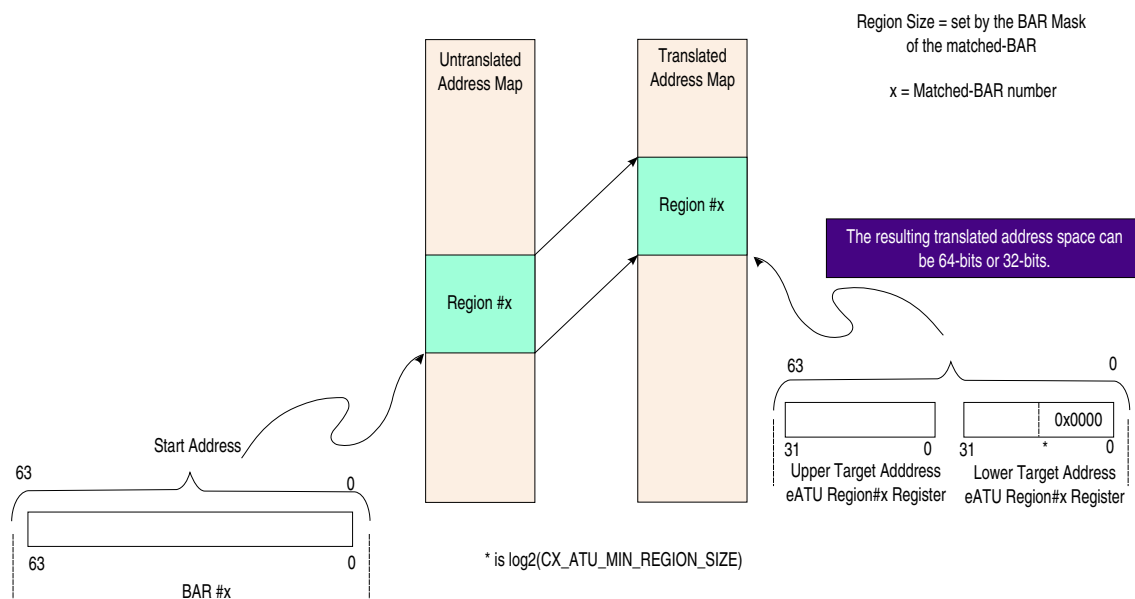 Region Size = set by the BAR Mask
of the matched-BAR
x = Matched-BAR number
Untranslated
Address Map
Translated
Address Map
Region #x
Region #x
The resulting translated address space can
be 64-bits or 32-bits.
63
0
0x0000
31
0
31
*
0
Upper Target Adddress
eATU Region#x Register
Lower Target Address
eATU Region#x Register
Start Address
63
0
63
0
BAR #x
* is log2(CX_ATU_MIN_REGION_SIZE)